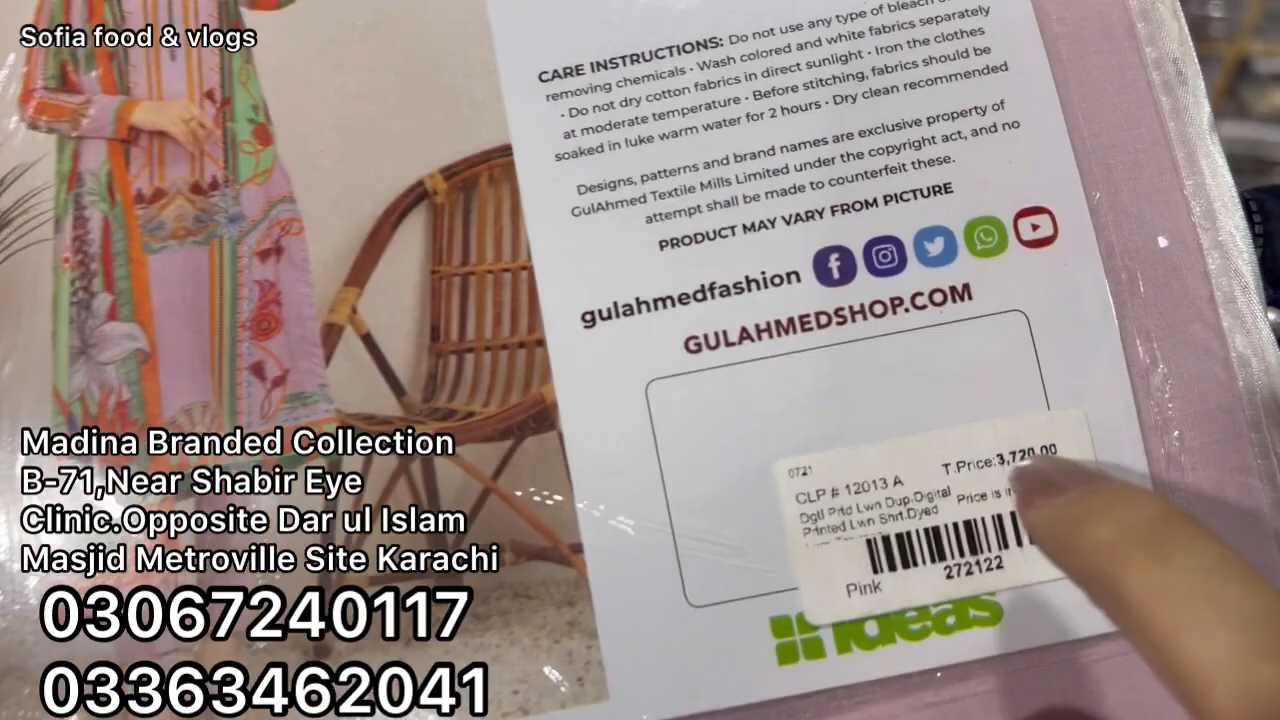 Sofia food & vlogs
CARE INSTRUCTIONS: Do not use any type of bleach
removing chemicals • Wash colored and white fabrics separately
• Do not dry cotton fabrics in direct sunlight • Iron the clothes
at moderate temperature • Before stitching, fabrics should be
soaked in luke warm water for 2 hours • Dry clean recommended
Designs, patterns and brand names are exclusive property of
GulAhmed Textile Mills Limited under the copyright act, and no
attempt shall be made to counterfeit these.
PRODUCT MAY VARY FROM PICTURE
gulahmedfashion
GULAHMEDSHOP.COM
0721
T.Price:3,720.00
CLP # 12013 A
Dgtl Prtd Lwn Dup.Digital
Price is
Printed Lwn Shrt.Dyed
272122
Pink
ideas
Madina Branded Collection
B-71,Near Shabir Eye
Clinic.Opposite Dar ul Islam
Masjid Metroville Site Karachi
03067240117
03363462041